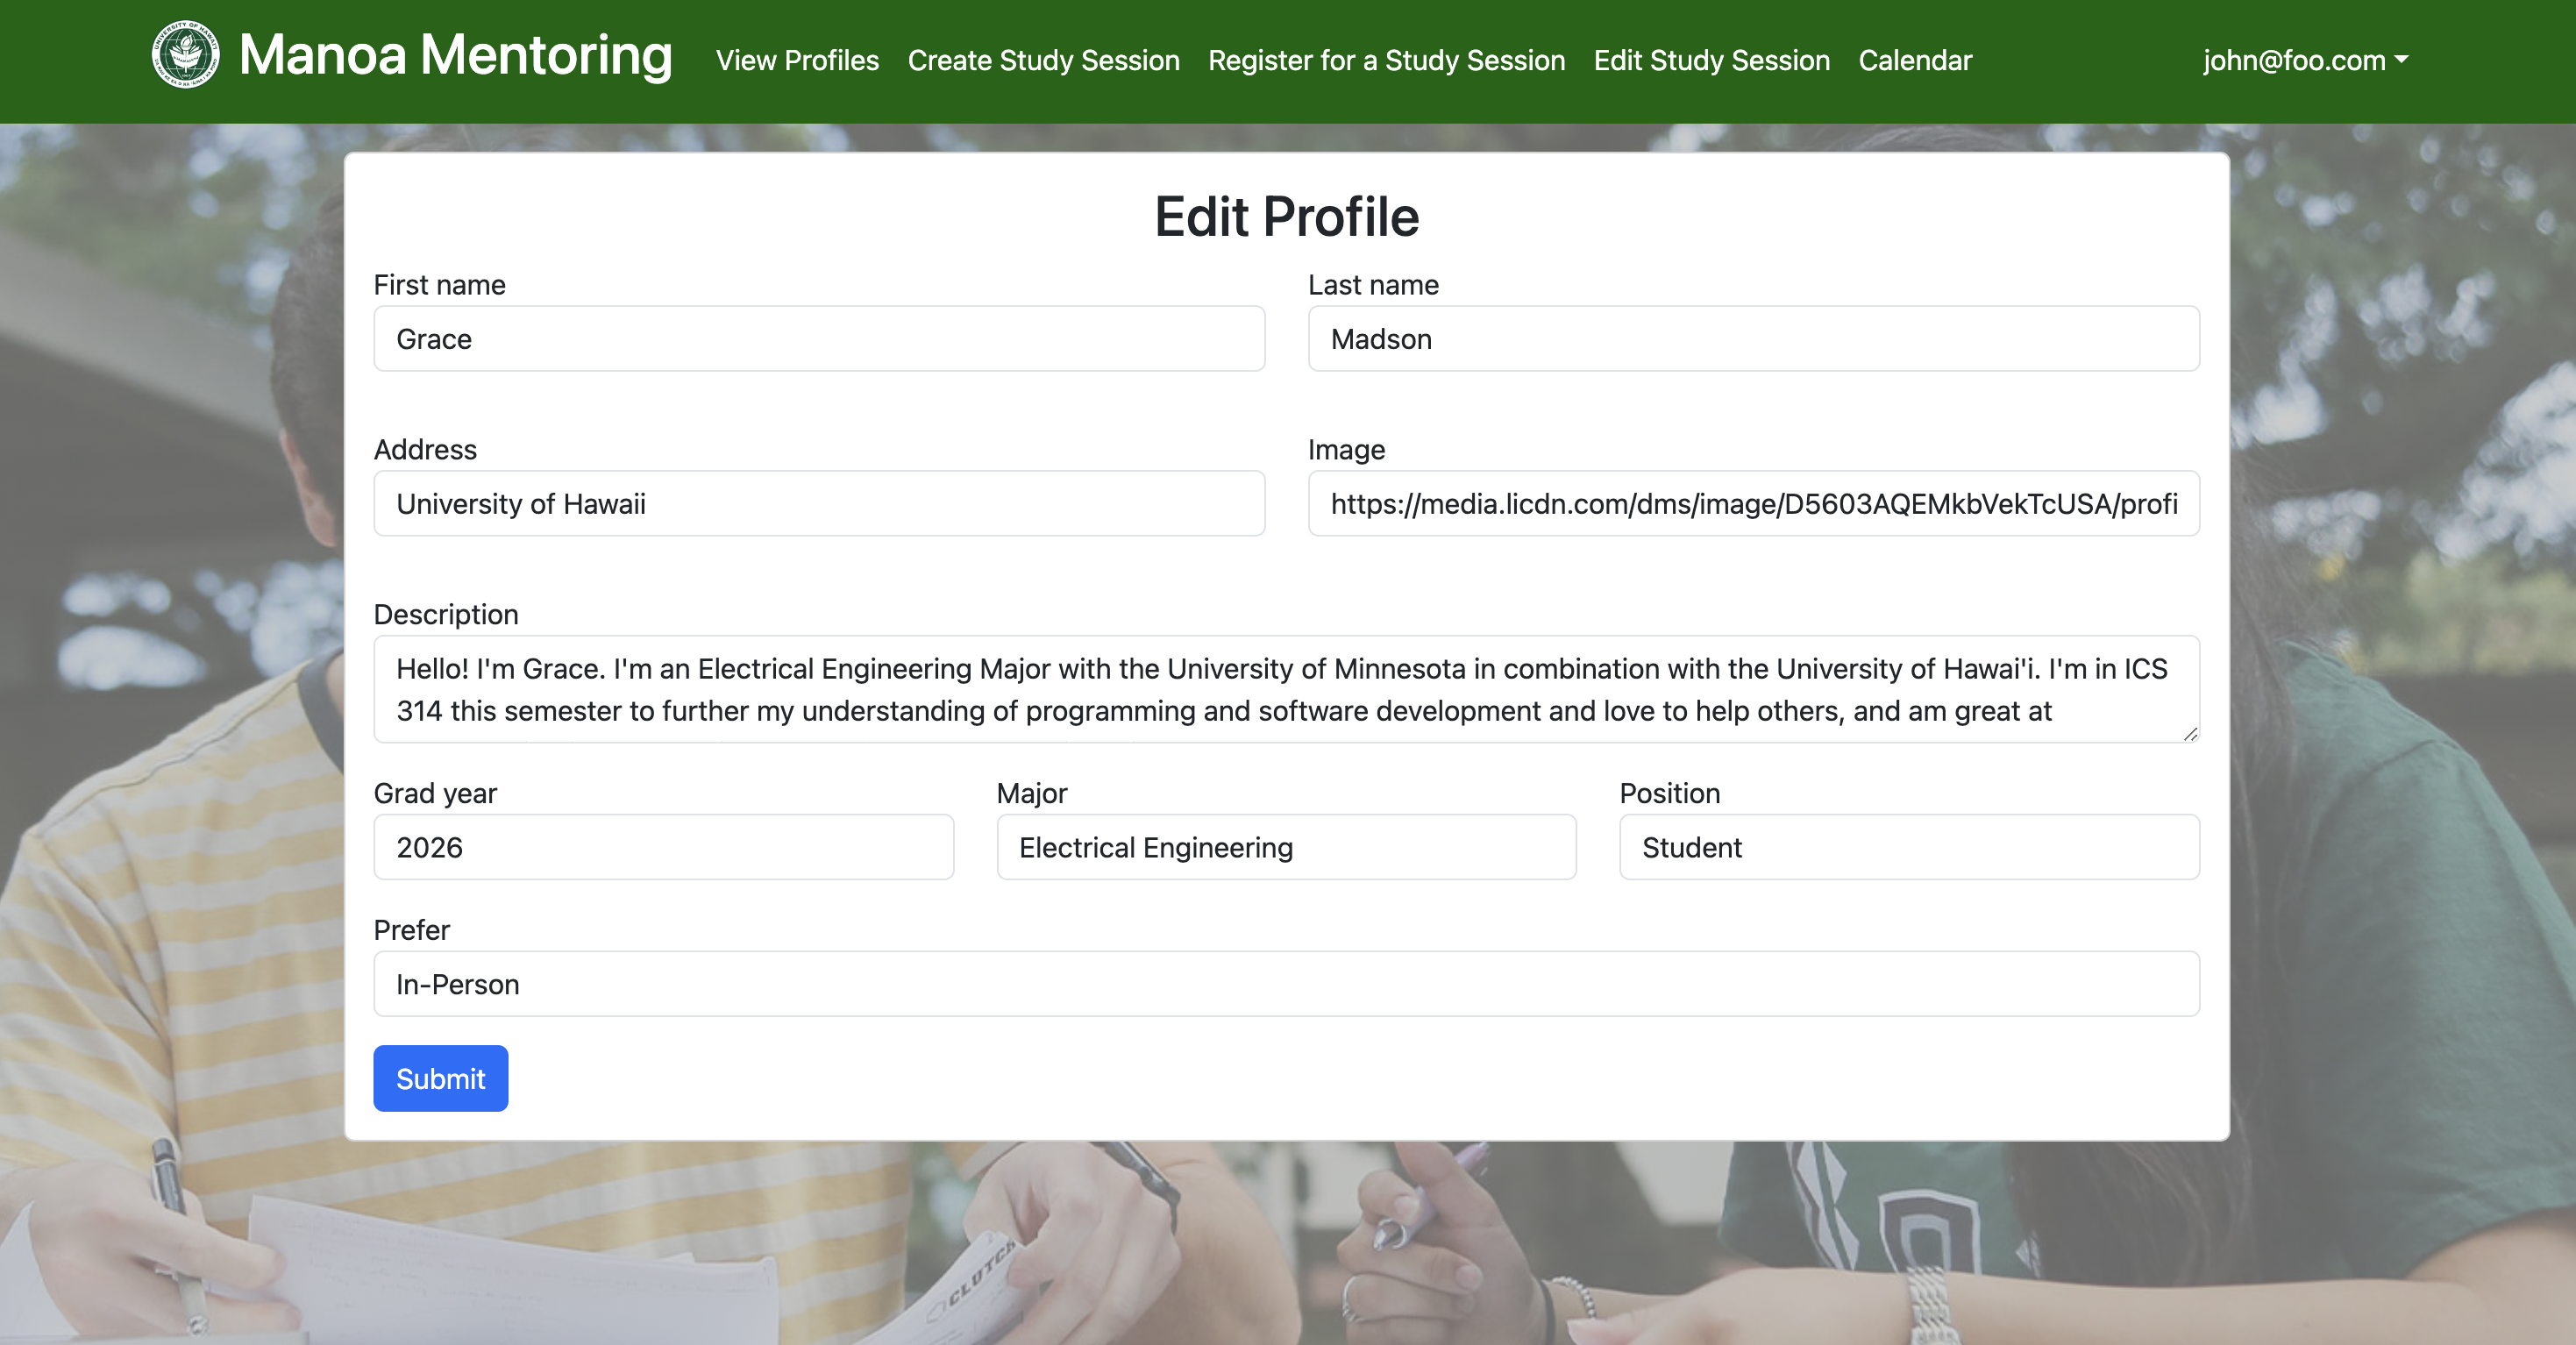 Manoa Mentoring
View Profiles
Create Study Session
Register for a Study Session
Edit Study Session
Calendar
john@foo.com
Edit Profile
First name
Grace
Last name
Madson
Address
University of Hawaii
Image
https://media.licdn.com/dms/image/D5603AQEMkbVekTcUSA/profi
Description
Hello! I'm Grace. I'm an Electrical Engineering Major with the University of Minnesota in combination with the University of Hawai'i. I'm in ICS
314 this semester to further my understanding of programming and software development and love to help others, and am great at
Grad year
2026
Major
Electrical Engineering
Position
Student
Prefer
In-Person
Submit
CLUTCH